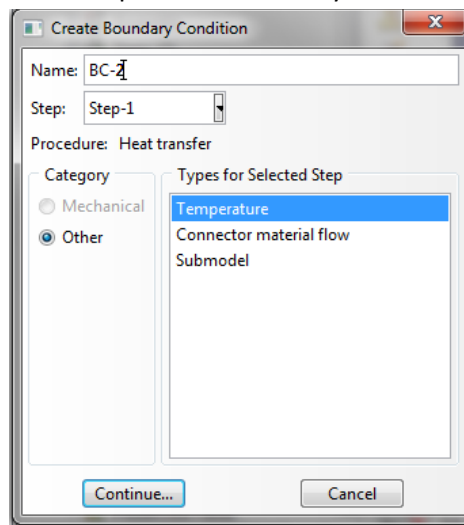 Create Boundary Condition
Name: BC-2
Step: Step-1
Procedure: Heat transfer
Category
Mechanical
Other
Types for Selected Step
Temperature
Connector material flow
Submodel
Continue...
Cancel